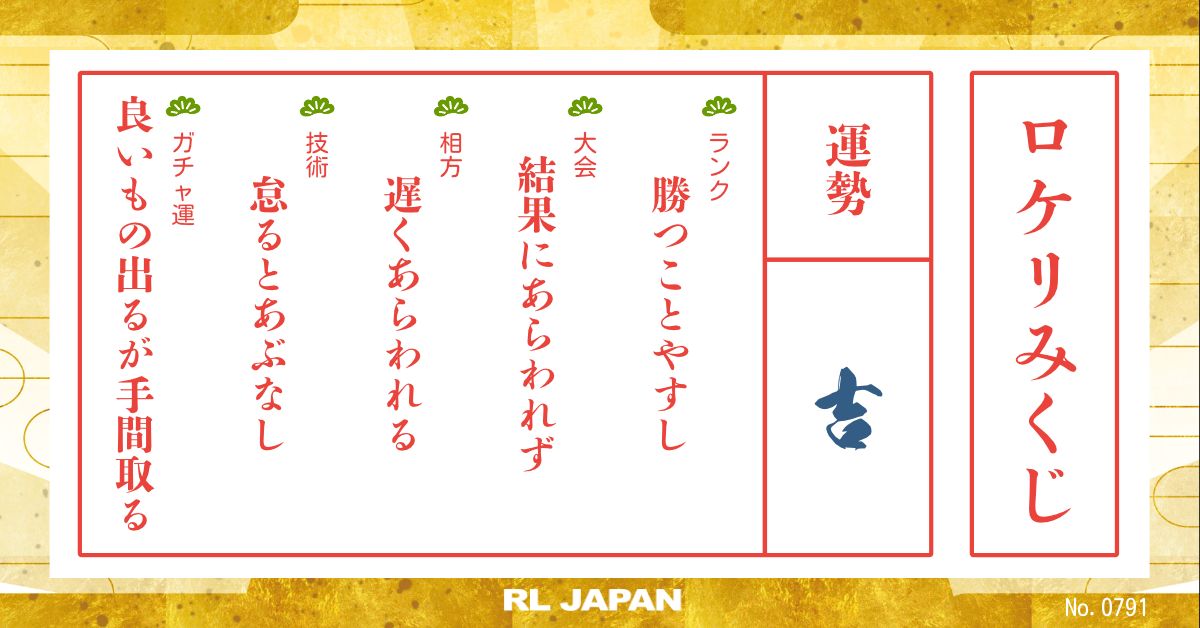 ロケリみくじ
運勢
吉
ランク
勝つことやすし
大会
結果にあらわれず
相方
遅くあらわれる
技術
怠るとあぶなし
ガチャ運
良いもの出るが手間取る
RL JAPAN
No. 0791